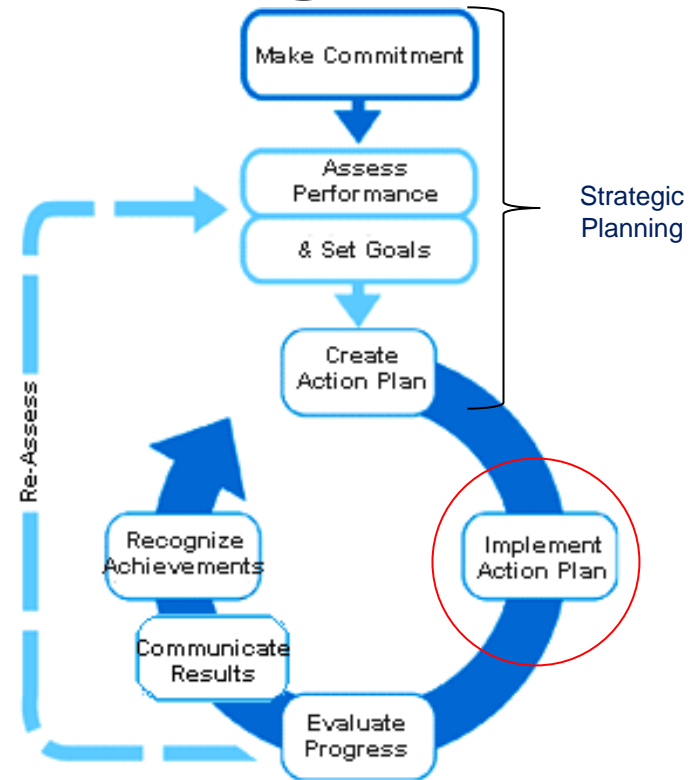 Make Commitment
Assess
Performance
& Set Goals
Strategic
Planning
Create
Action Plan
Re-Assess
Recognize
Achievements
Implement
Action Plan
Communicate
Results
Evaluate
Progress